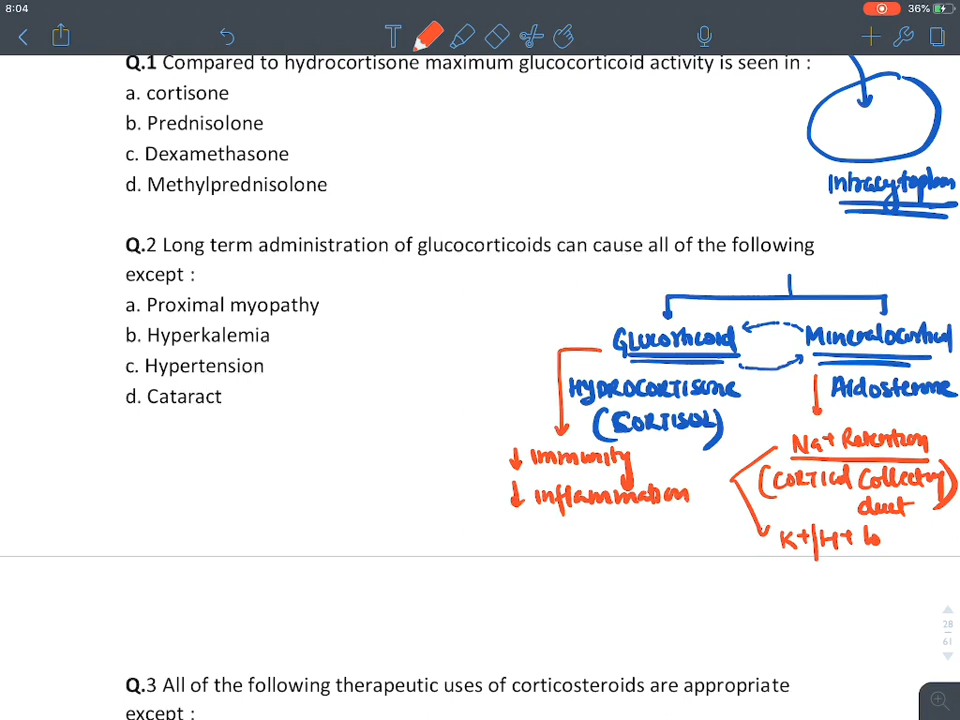 8:04
36%
T
Q.1 Compared to hydrocortisone maximum glucocorticoid activity is seen in :
a. cortisone
b. Prednisolone
c. Dexamethasone
d. Methylprednisolone
Intracytoplasm
Q.2 Long term administration of glucocorticoids can cause all of the following
except :
a. Proximal myopathy
b. Hyperkalemia
c. Hypertension
d. Cataract
Glucorticoid
Mineralocortical
HYDROCORTISONE
(CORTISOL)
Aldosterone
↓ Immunity
↓ Inflammation
Na+ Retention
(CORTICAL Collecting
duct)
K+/H+ lo
28
61
Q.3 All of the following therapeutic uses of corticosteroids are appropriate
except :